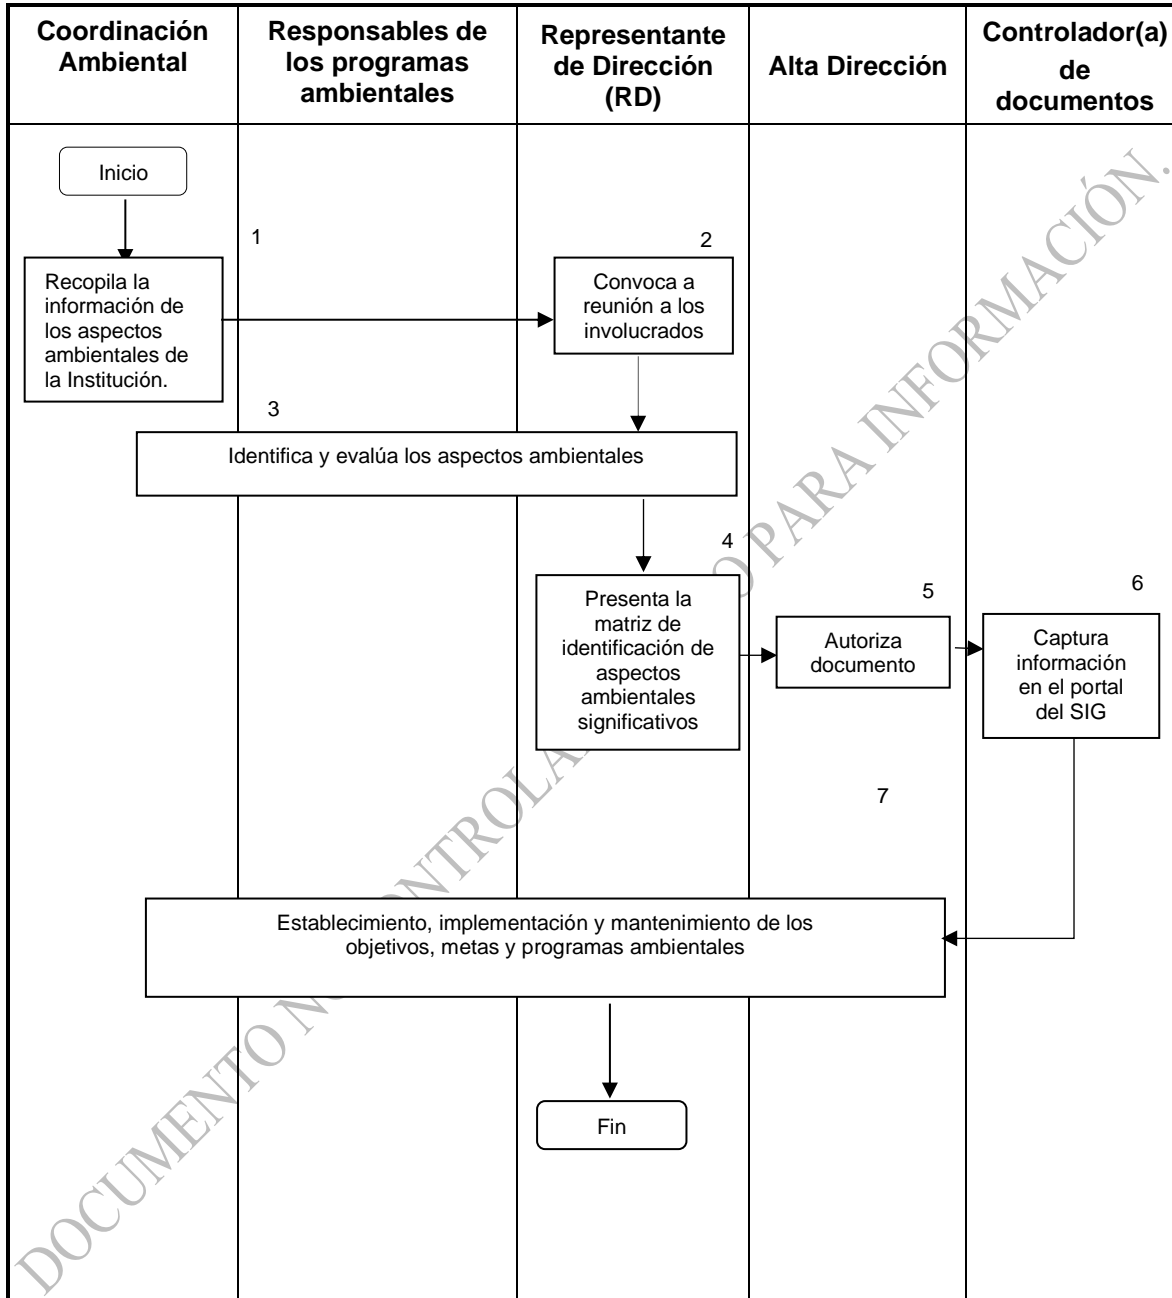 Coordinación
Ambiental
Responsables de
los programas
ambientales
Representante
de Dirección
(RD)
Alta Dirección
Controlador(a)
de
documentos
Inicio
1
2
Recopila la
información de
los aspectos
ambientales de
la Institución.
Convoca a
reunión a los
involucrados
3
Identifica y evalúa los aspectos ambientales
4
Presenta la
matriz de
identificación de
aspectos
ambientales
significativos
5
Autoriza
documento
6
Captura
información
en el portal
del SIG
7
Establecimiento, implementación y mantenimiento de los
objetivos, metas y programas ambientales
Fin
DOCUMENTO NO CONTROLADO, SOLO PARA INFORMACIÓN.